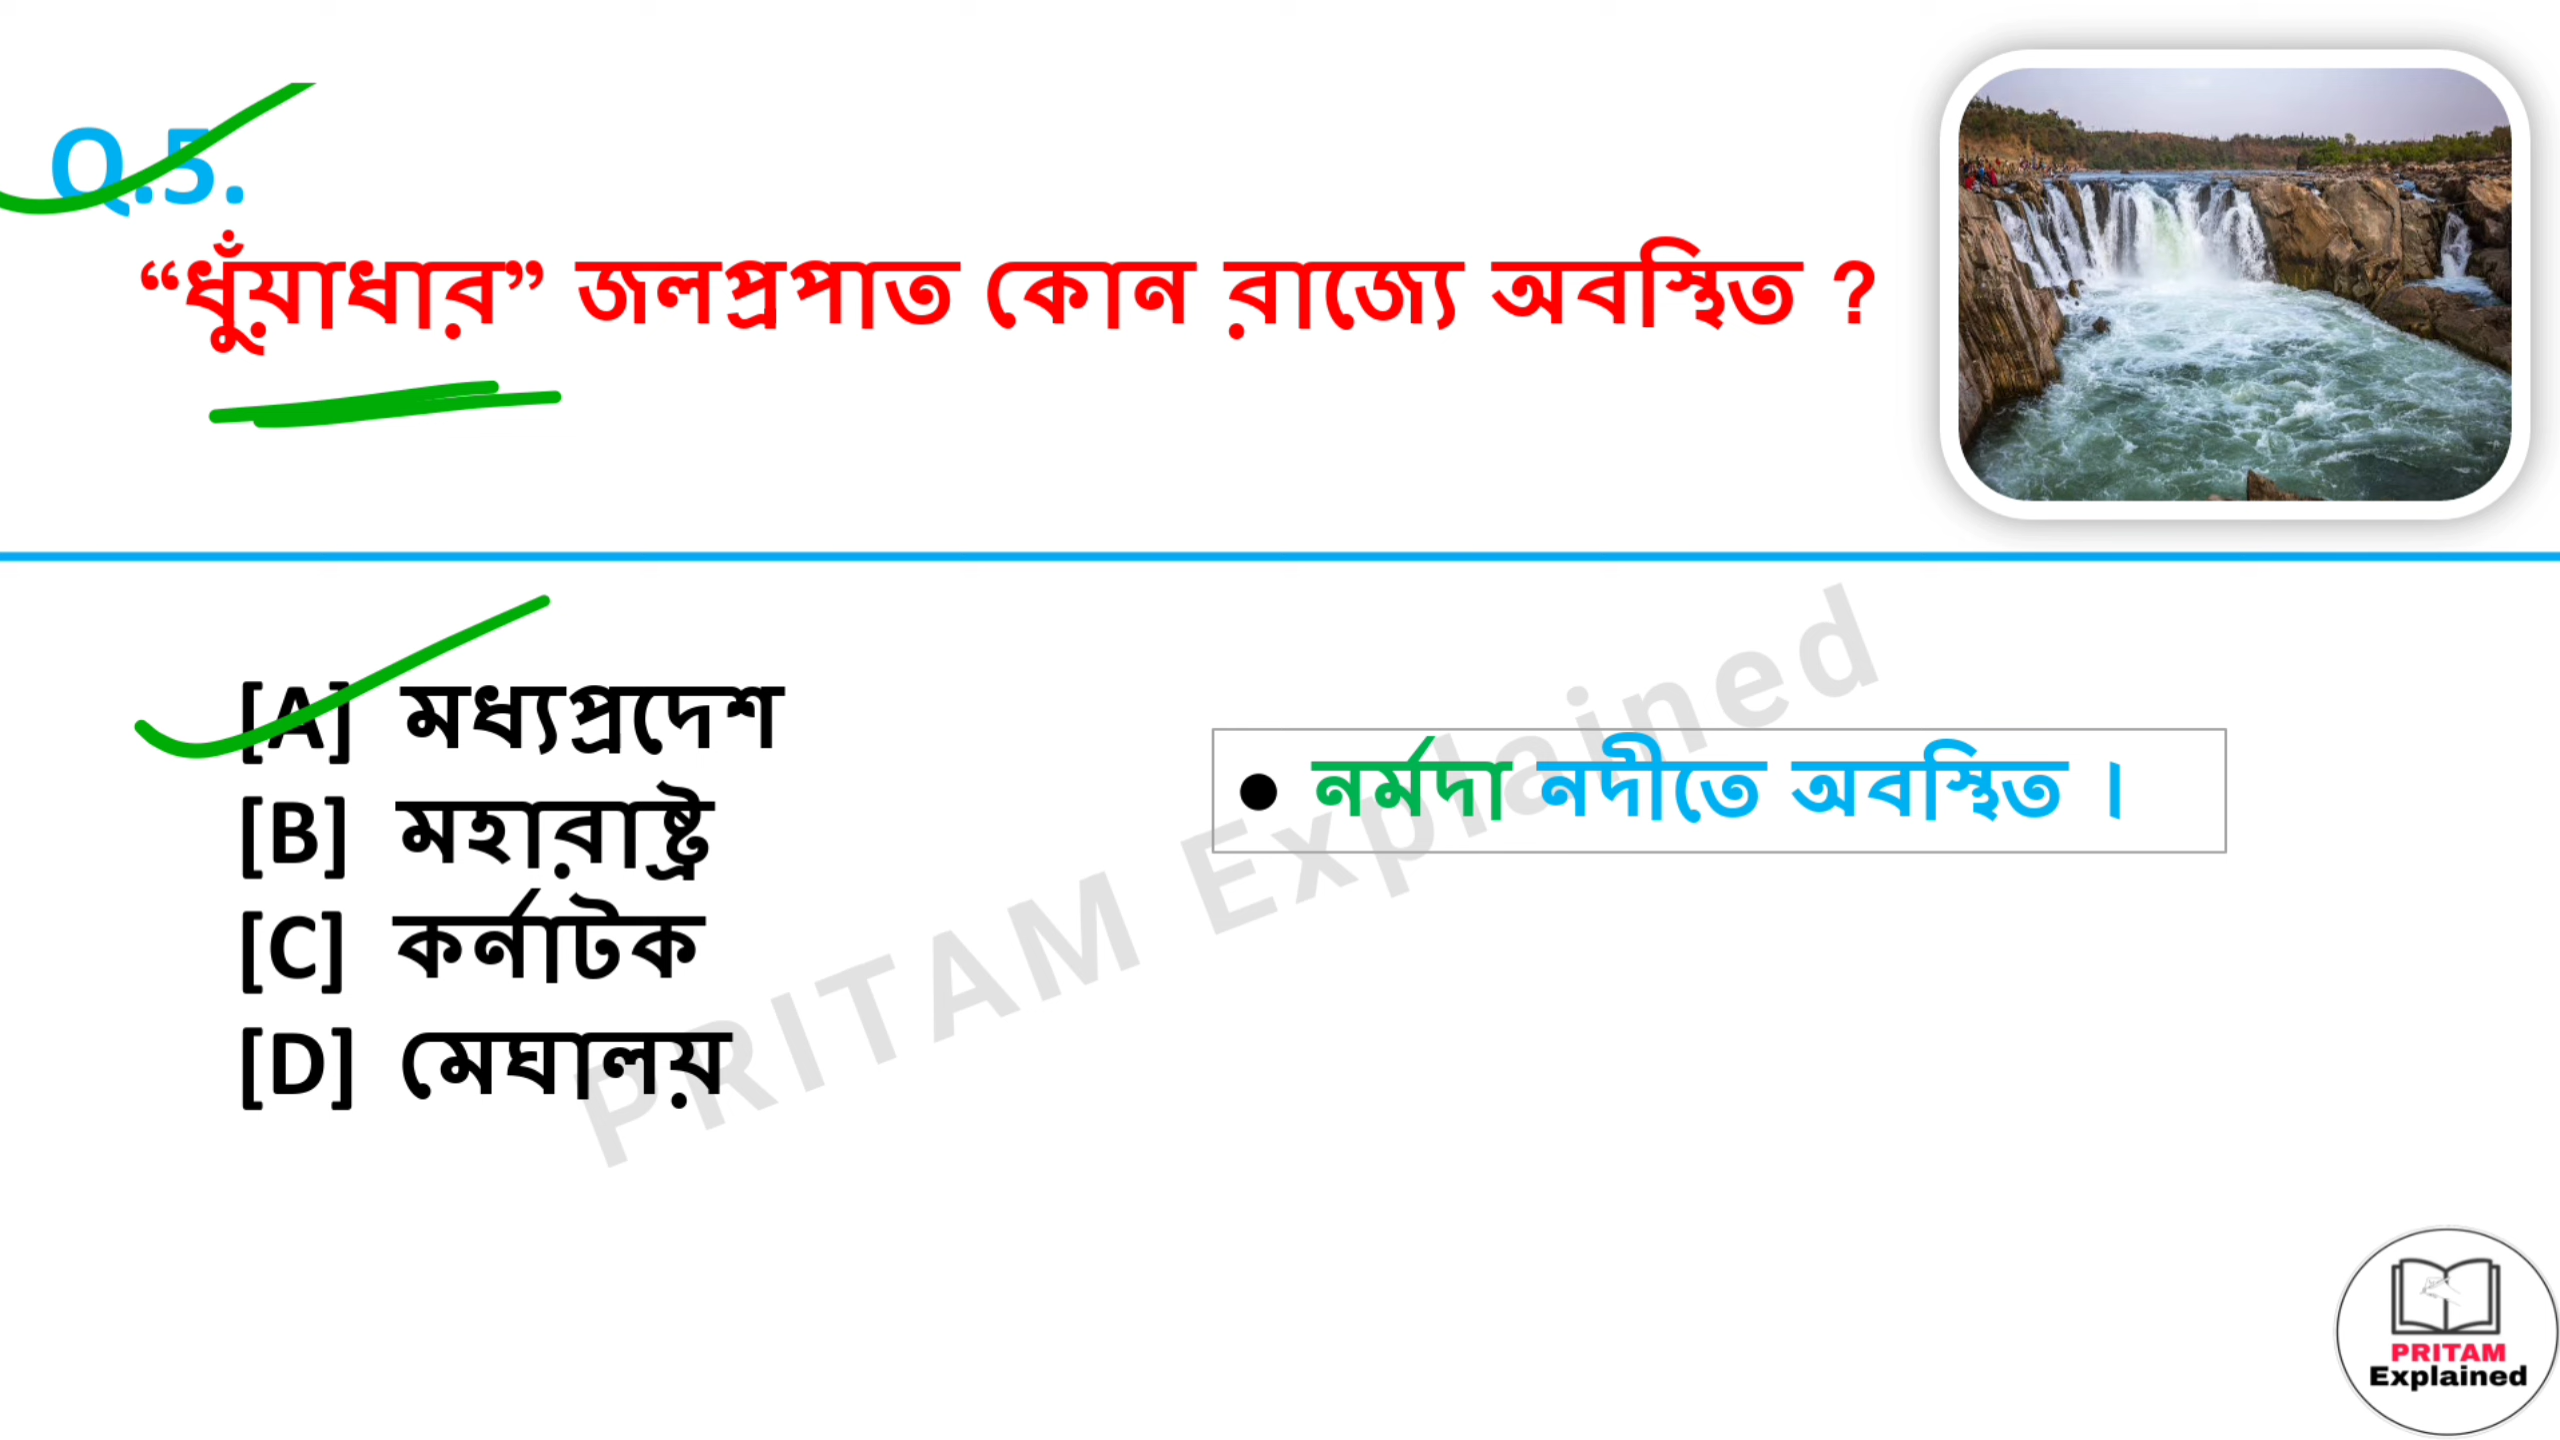 Q.5.
“ধুঁয়াধার” জলপ্রপাত কোন রাজ্যে অবস্থিত ?
[A] মধ্যপ্রদেশ
[B] মহারাষ্ট্র
[C] কর্নাটক
[D] মেঘালয়
● নর্মদা নদীতে অবস্থিত ।
PRITAM Explained
PRITAM
Explained